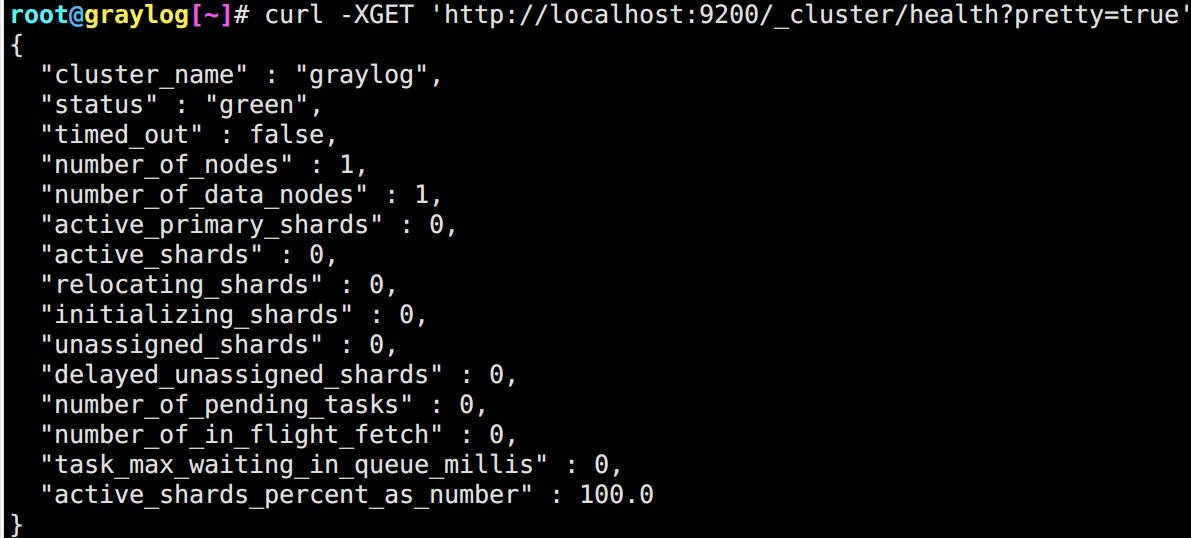 root@graylog[~]# curl -XGET 'http://localhost:9200/_cluster/health?pretty=true'
{
  "cluster_name" : "graylog",
  "status" : "green",
  "timed_out" : false,
  "number_of_nodes" : 1,
  "number_of_data_nodes" : 1,
  "active_primary_shards" : 0,
  "active_shards" : 0,
  "relocating_shards" : 0,
  "initializing_shards" : 0,
  "unassigned_shards" : 0,
  "delayed_unassigned_shards" : 0,
  "number_of_pending_tasks" : 0,
  "number_of_in_flight_fetch" : 0,
  "task_max_waiting_in_queue_millis" : 0,
  "active_shards_percent_as_number" : 100.0
}